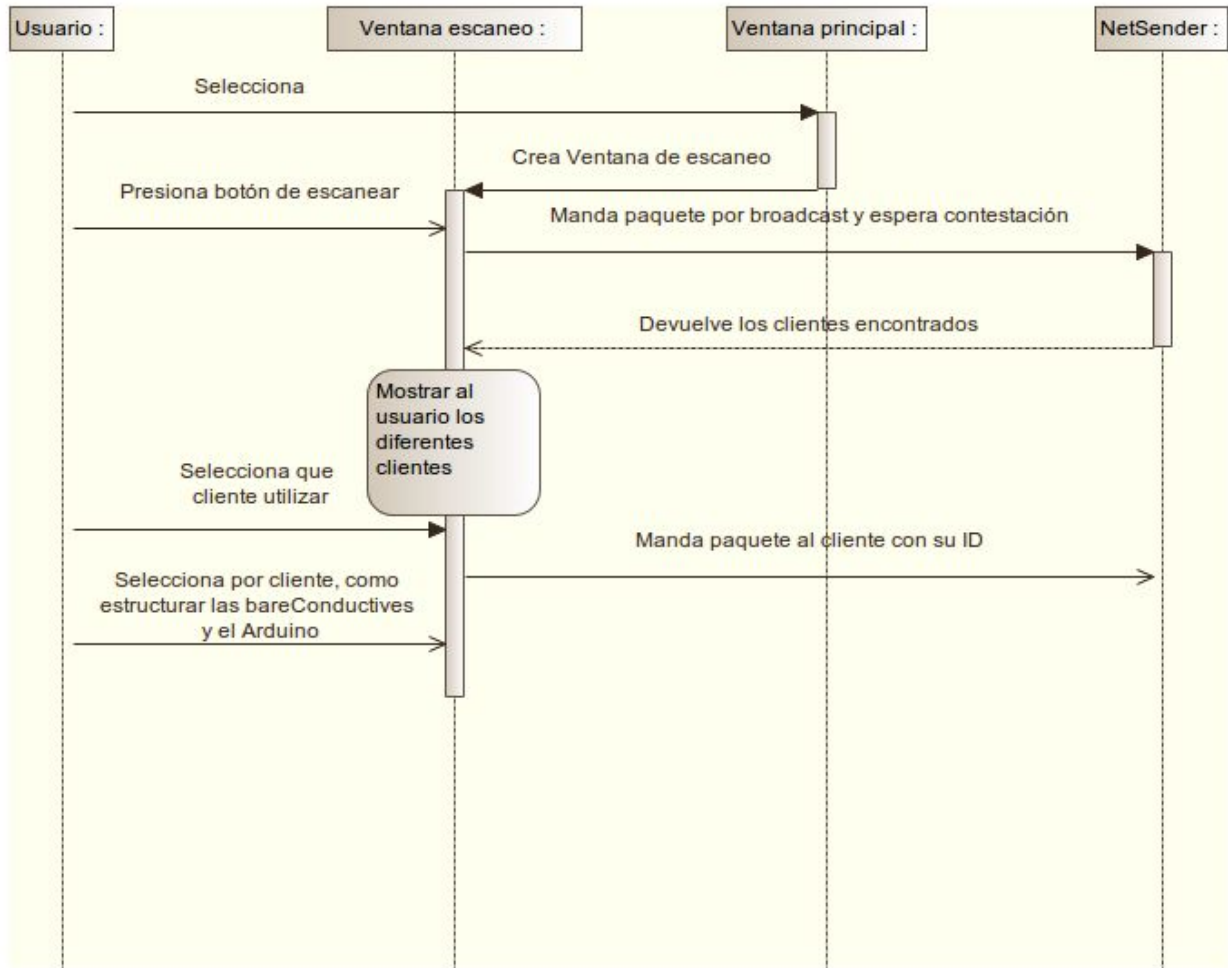 Usuario :
Ventana escaneo :
Ventana principal :
NetSender :
Selecciona
Crea Ventana de escaneo
Presiona botón de escanear
Manda paquete por broadcast y espera contestación
Devuelve los clientes encontrados
Mostrar al
usuario los
diferentes
clientes
Selecciona que
cliente utilizar
Manda paquete al cliente con su ID
Selecciona por cliente, como
estructurar las bareConductives
y el Arduino